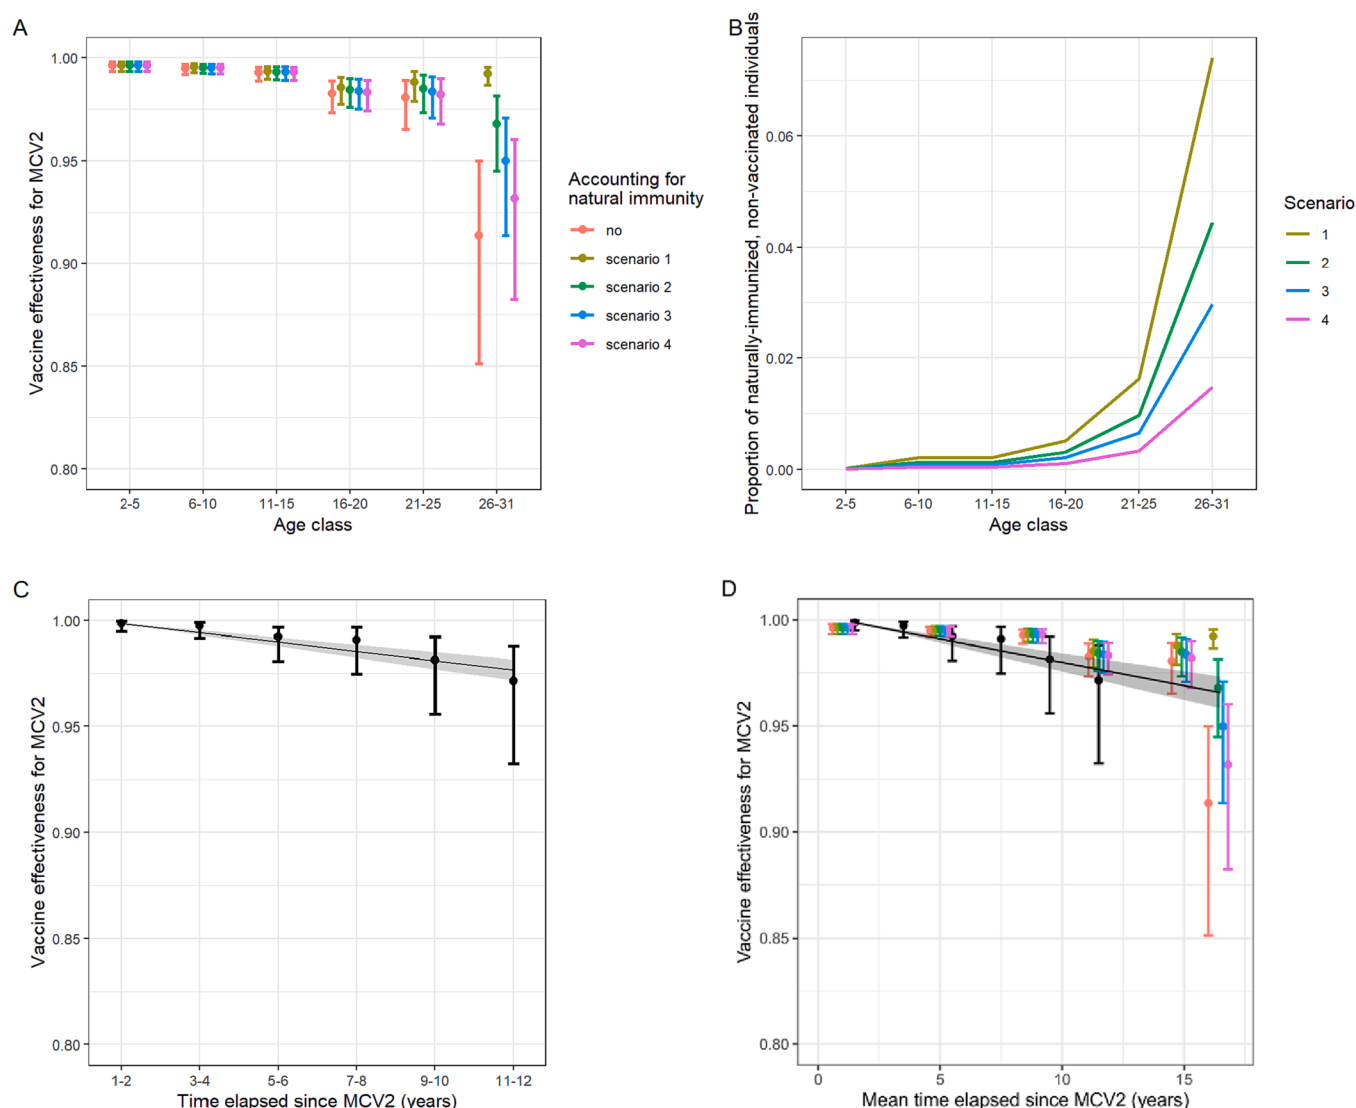 A
Vaccine effectiveness for MCV2
1.00
0.95
0.90
0.85
0.80
2-5
6-10
11-15
16-20
21-25
26-31
Age class
Accounting for
natural immunity
no
scenario 1
scenario 2
scenario 3
scenario 4
B
Proportion of naturally-immunized, non-vaccinated individuals
0.06
0.04
0.02
0.00
2-5
6-10
11-15
16-20
21-25
26-31
Age class
Scenario
1
2
3
4
C
Vaccine effectiveness for MCV2
1.00
0.95
0.90
0.85
0.80
1-2
3-4
5-6
7-8
9-10
11-12
Time elapsed since MCV2 (years)
D
Vaccine effectiveness for MCV2
1.00
0.95
0.90
0.85
0.80
0
5
10
15
Mean time elapsed since MCV2 (years)